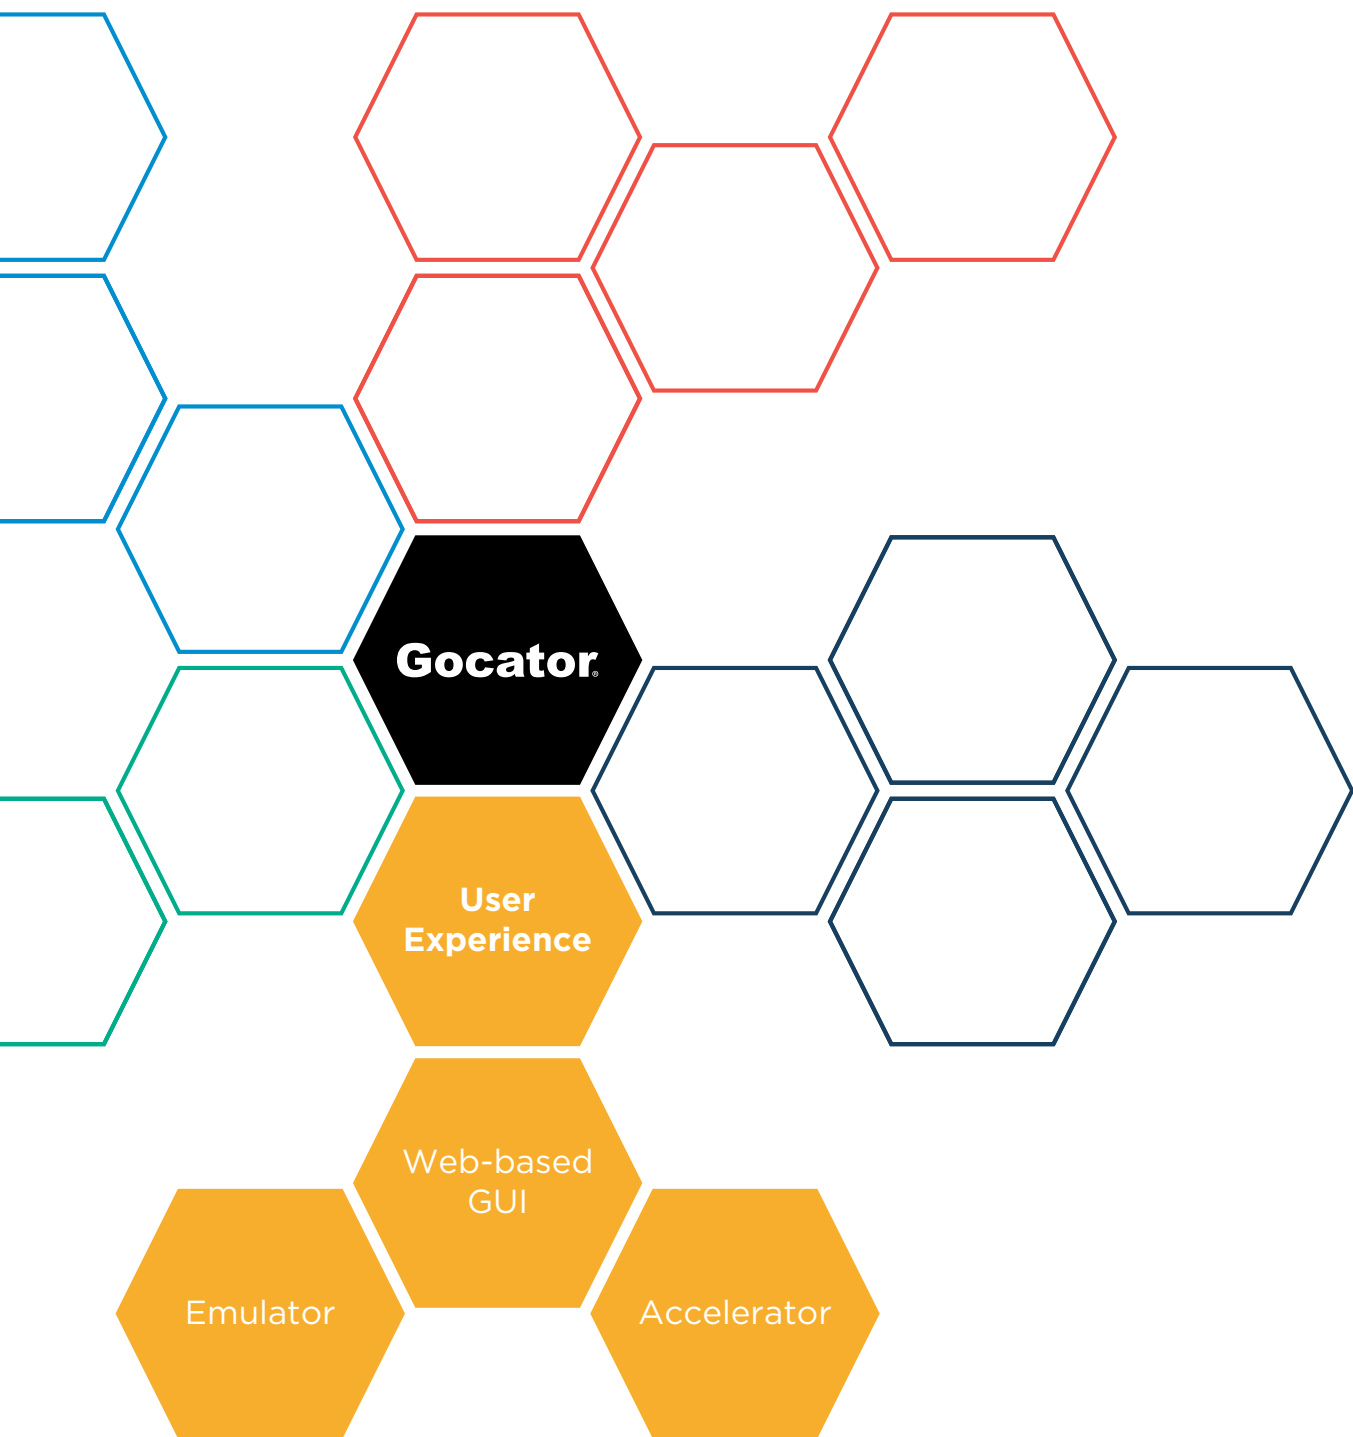 Gocator®
User
Experience
Web-based
GUI
Emulator
Accelerator